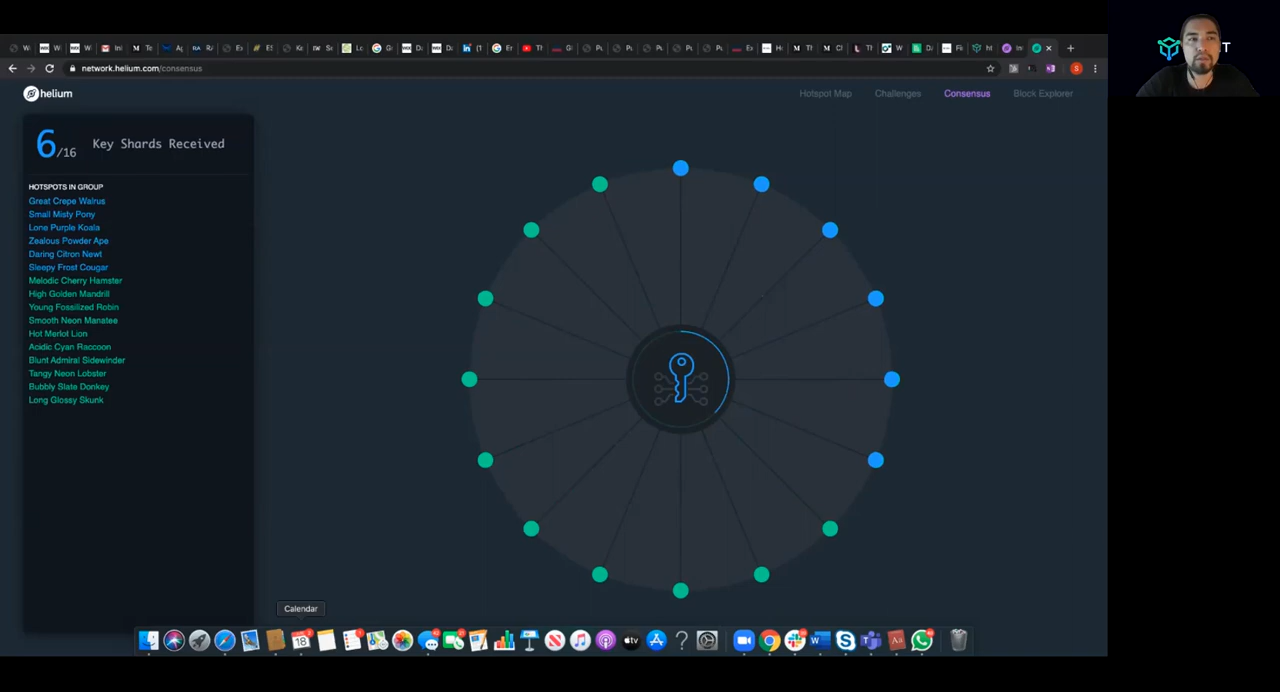 network.helium.com/consensus
S
helium
Hotspot Map
Challenges
Consensus
Block Explorer
6/16
Key Shards Received
HOTSPOTS IN GROUP
Great Crepe Walrus
Small Misty Pony
Lone Purple Koala
Zealous Powder Ape
Daring Citron Newt
Sleepy Frost Cougar
Melodic Cherry Hamster
High Golden Mandrill
Young Fossilized Robin
Smooth Neon Manatee
Hot Merlot Lion
Acidic Cyan Raccoon
Blunt Admiral Sidewinder
Tangy Neon Lobster
Bubbly Slate Donkey
Long Glossy Skunk
Calendar
18
tv